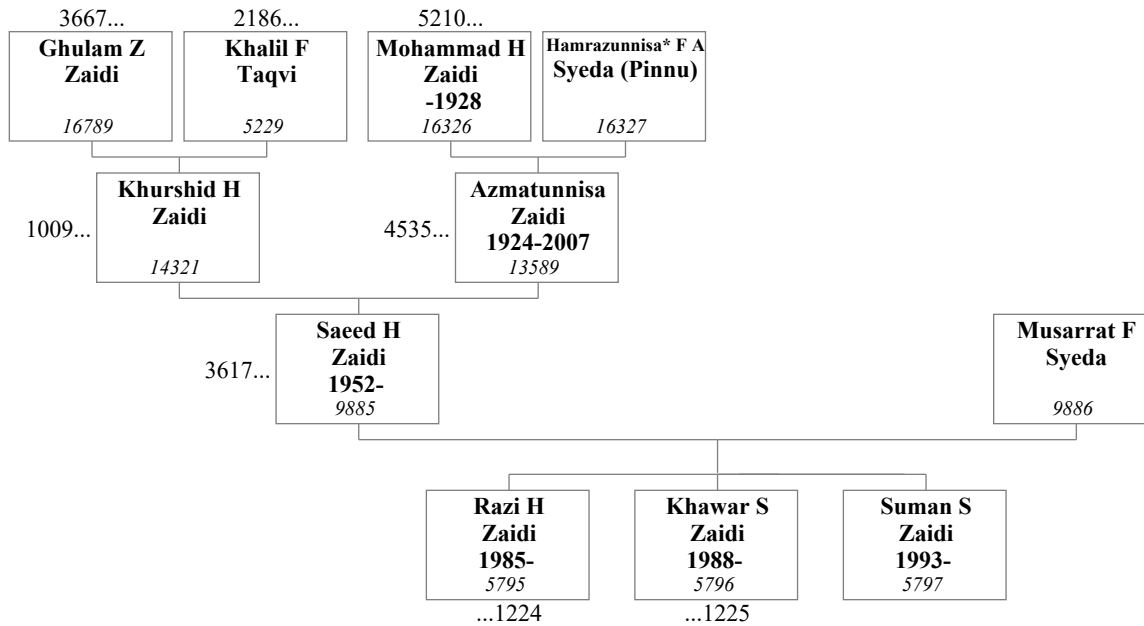 3667...
2186...
5210...
Ghulam Z
Zaidi
16789
Khalil F
Taqvi
5229
Mohammad H
Zaidi
-1928
16326
Hamrazunnisa* F A
Syeda (Pinnu)
16327
1009...
Khurshid H
Zaidi
14321
4535...
Azmatunnisa
Zaidi
1924-2007
13589
3617...
Saeed H
Zaidi
1952-
9885
Musarrat F
Syeda
9886
Razi H
Zaidi
1985-
5795
...1224
Khawar S
Zaidi
1988-
5796
...1225
Suman S
Zaidi
1993-
5797